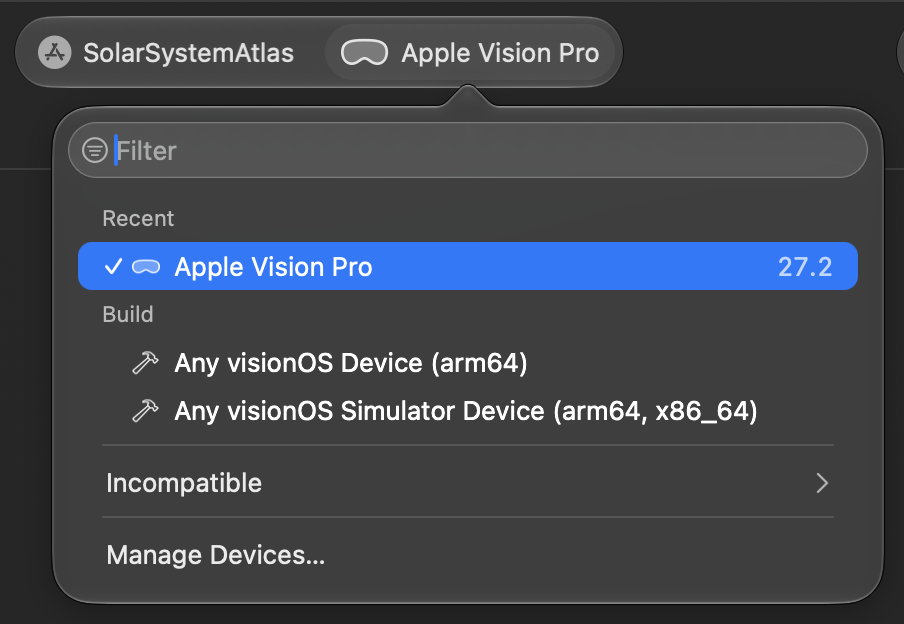 SolarSystemAtlas Apple Vision Pro
Filter
Recent
Apple Vision Pro 27.2
Build
Any visionOS Device (arm64)
Any visionOS Simulator Device (arm64, x86_64)
Incompatible
Manage Devices...